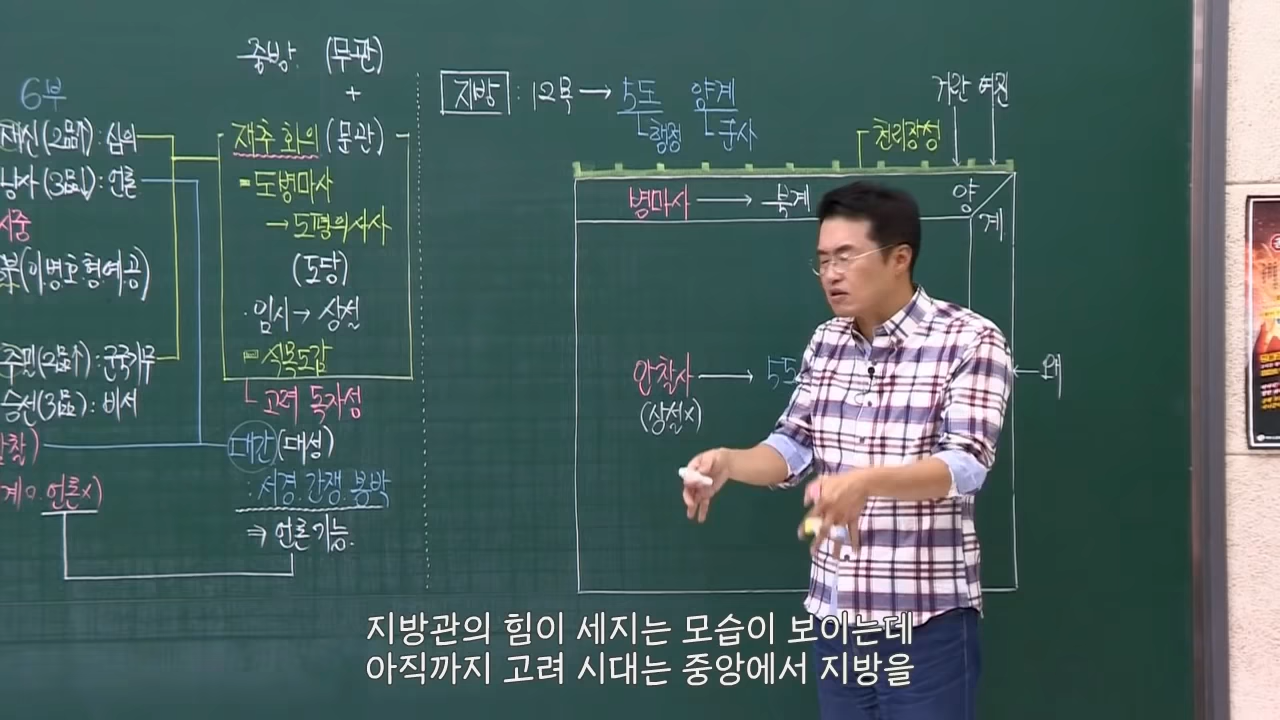 6부
재신(2품↑): 심의
낭사(3품↓): 언론
시중
부(이.병.호.형.예.공)
추밀(2품↑): 군국기무
승선(3품): 비서
찰)
언론x)
중방 (무관)
+
재추 회의 (문관)
= 도병마사
→ 도평의사사
(도당)
· 임시 → 상설
= 식목도감
└ 고려 독자성
대간 (대성)
: 서경. 간쟁. 봉박
⇒ 언론 기능.
지방 : 12목 → 5도 양계
└ 행정 └ 군사
거란 여진
천리장성
병마사 → 북계
양
계
안찰사 → 5도
(상설x)
← 왜
지방관의 힘이 세지는 모습이 보이는데
아직까지 고려 시대는 중앙에서 지방을